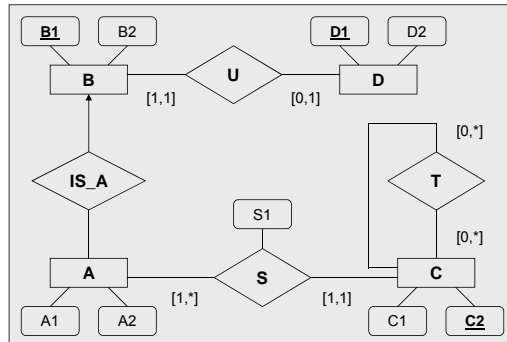 B1 B2 D1 D2
B U D
[1,1] [0,1]
[0,*]
IS_A T
S1
[0,*]
A S C
[1,*] [1,1]
A1 A2 C1 C2